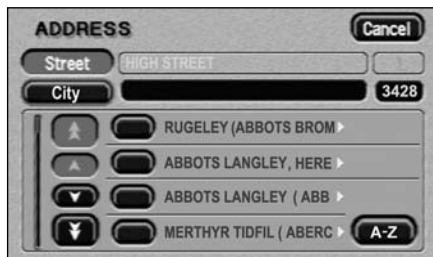 ADDRESS Cancel
Street HIGH STREET
City 3428
RUGELEY (ABBOTS BROM
ABBOTS LANGLEY, HERE
ABBOTS LANGLEY ( ABB
MERTHYR TIDFIL ( ABERC A-Z